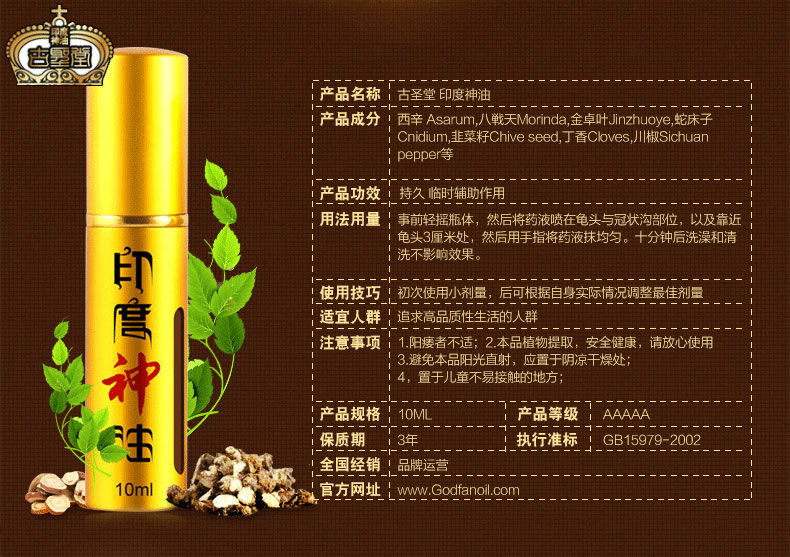 印度
神油
古圣堂
印度神油
10ml
产品名称 古圣堂 印度神油
产品成分 西辛 Asarum,八戟天Morinda,金卓叶Jinzhuoye,蛇床子
Cnidium,韭菜籽Chive seed,丁香Cloves,川椒Sichuan
pepper等
产品功效 持久 临时辅助作用
用法用量 事前轻摇瓶体，然后将药液喷在龟头与冠状沟部位，以及靠近
龟头3厘米处，然后用手指将药液抹均匀。十分钟后洗澡和清
洗不影响效果。
使用技巧 初次使用小剂量，后可根据自身实际情况调整最佳剂量
适宜人群 追求高品质性生活的人群
注意事项 1.阳痿者不适；2.本品植物提取，安全健康，请放心使用
3.避免本品阳光直射，应置于阴凉干燥处；
4，置于儿童不易接触的地方；
产品规格 10ML 产品等级 AAAAA
保质期 3年 执行准标 GB15979-2002
全国经销 品牌运营
官方网址 www.Godfanoil.com